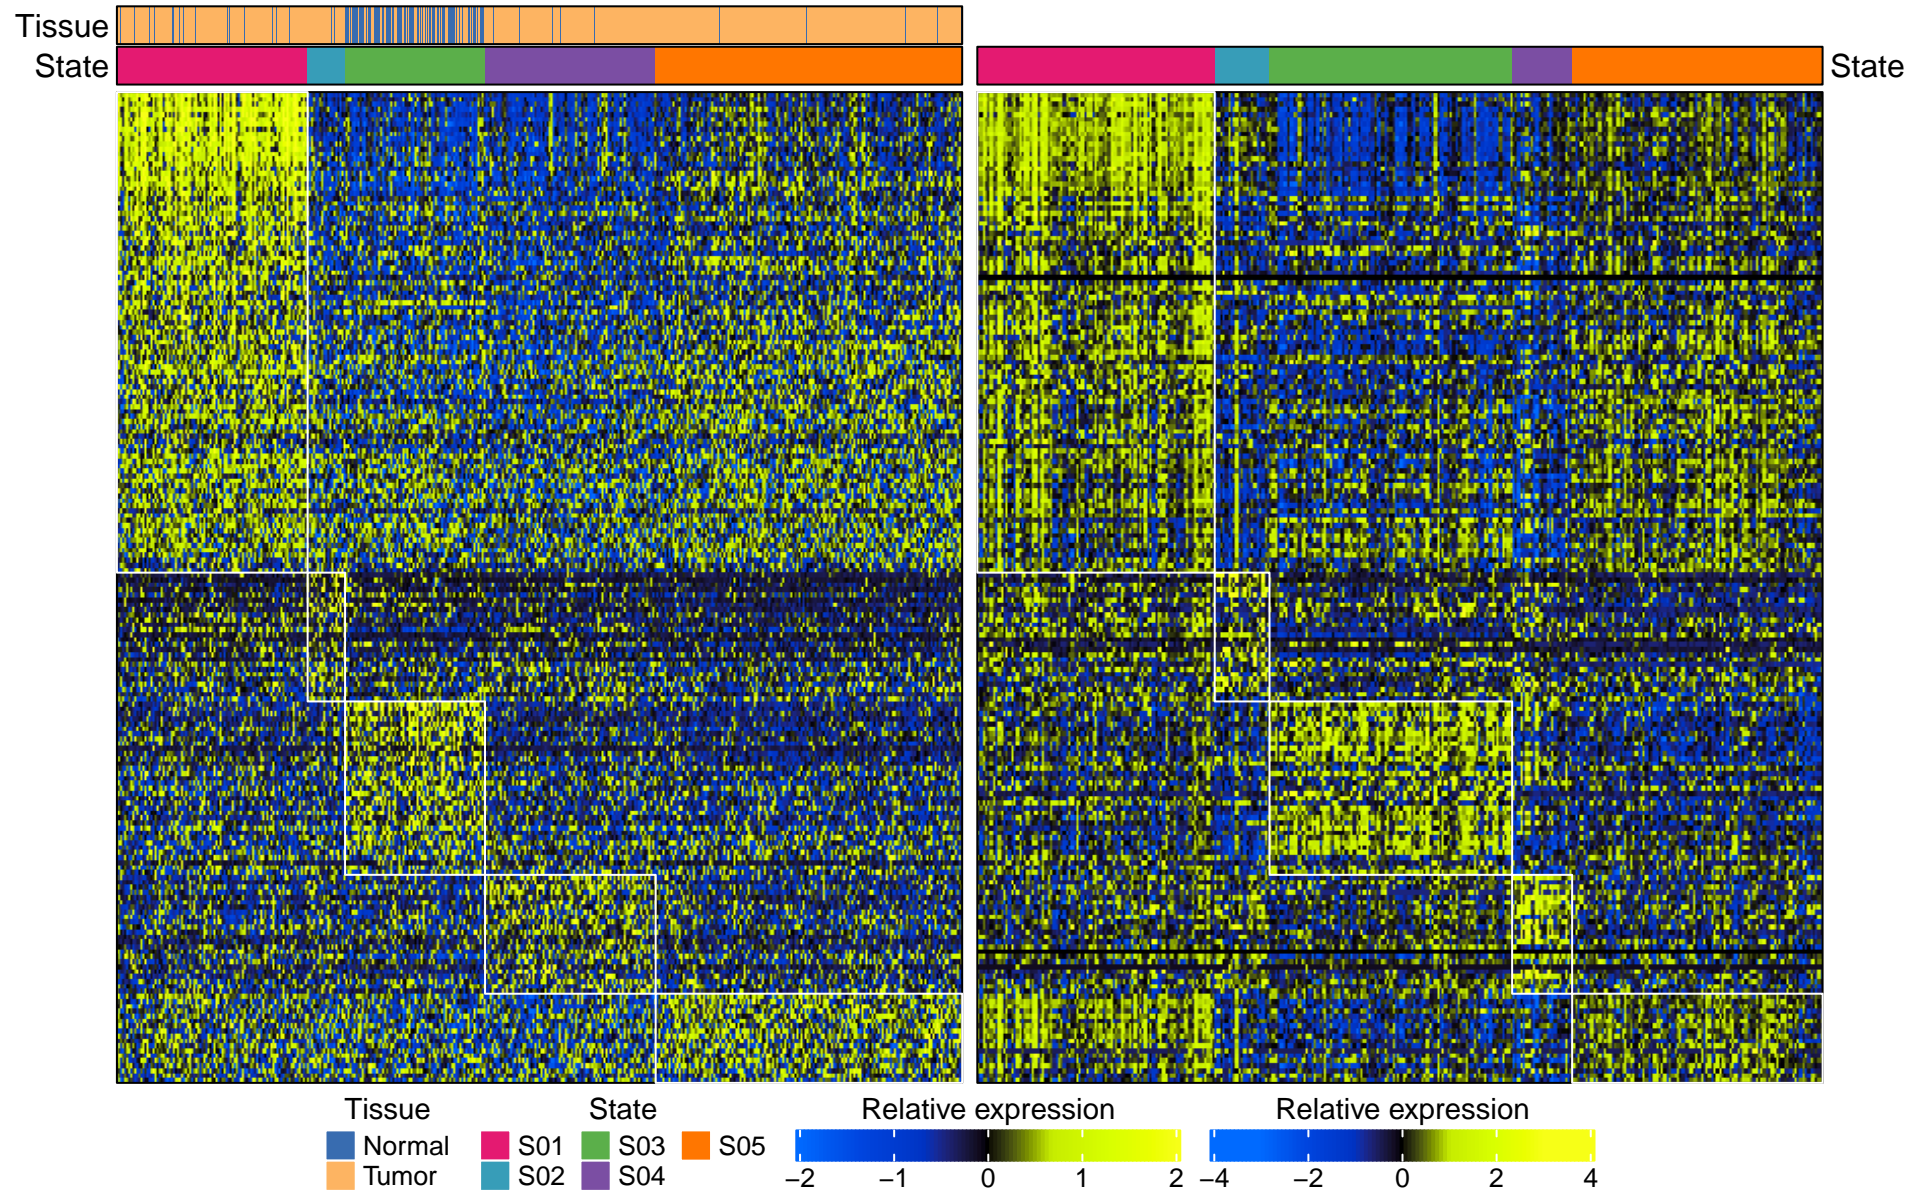 Tissue
State
State
Tissue State Relative expression Relative expression
Normal S01 S03 S05
Tumor S02 S04
−2 −1 0 1 2 −4 −2 0 2 4